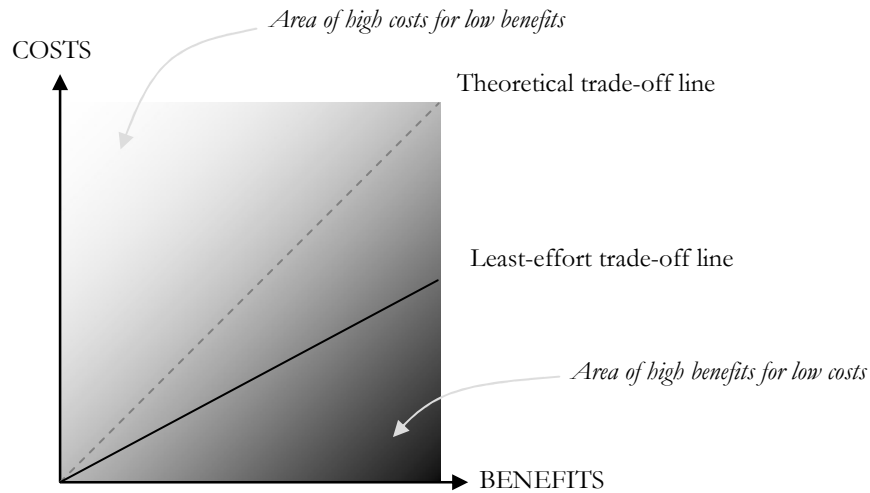 Area of high costs for low benefits
COSTS
Theoretical trade-off line
Least-effort trade-off line
Area of high benefits for low costs
BENEFITS